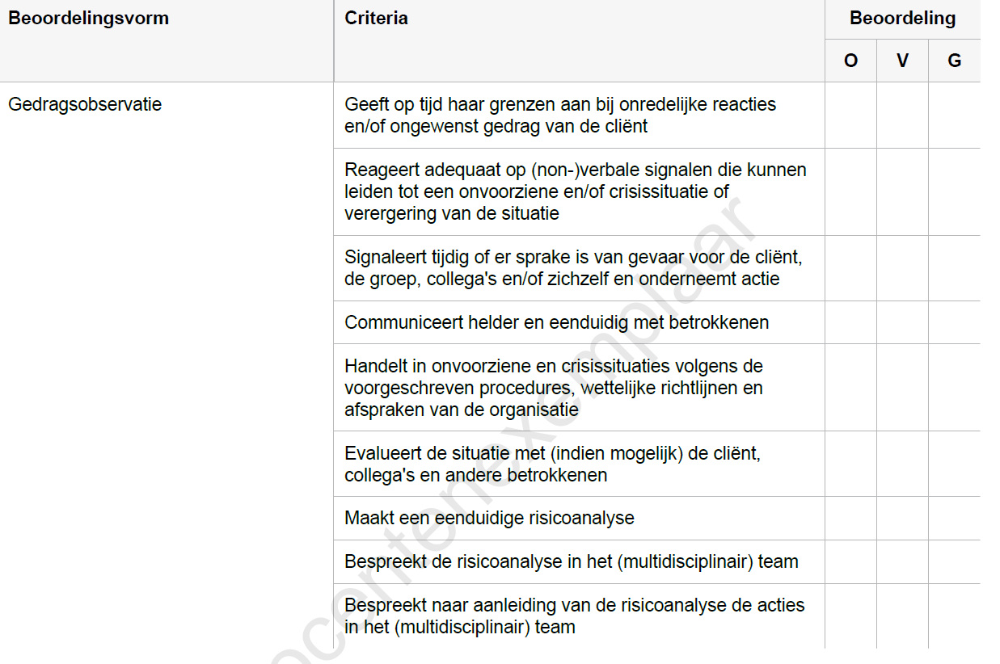 Beoordelingsvorm
Criteria
Beoordeling
O V G
Gedragsobservatie
Geeft op tijd haar grenzen aan bij onredelijke reacties
en/of ongewenst gedrag van de cliënt
Reageert adequaat op (non-)verbale signalen die kunnen
leiden tot een onvoorziene en/of crisissituatie of
verergering van de situatie
Signaleert tijdig of er sprake is van gevaar voor de cliënt,
de groep, collega's en/of zichzelf en onderneemt actie
Communiceert helder en eenduidig met betrokkenen
Handelt in onvoorziene en crisissituaties volgens de
voorgeschreven procedures, wettelijke richtlijnen en
afspraken van de organisatie
Evalueert de situatie met (indien mogelijk) de cliënt,
collega's en andere betrokkenen
Maakt een eenduidige risicoanalyse
Bespreekt de risicoanalyse in het (multidisciplinair) team
Bespreekt naar aanleiding van de risicoanalyse de acties
in het (multidisciplinair) team
ocentenexemplaar